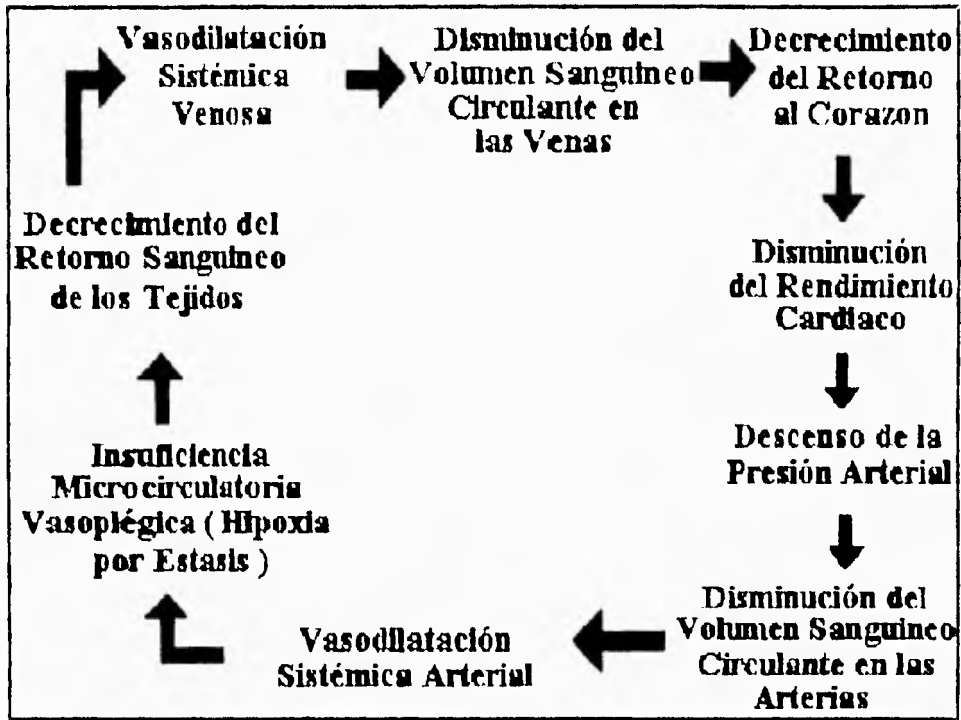 Vasodilatación
Sistémica
Venosa
Disminución del
Volumen Sanguineo
Circulante en
las Venas
Decrecimiento
del Retorno
al Corazon
Disminución
del Rendimiento
Cardiaco
Descenso de la
Presión Arterial
Disminución del
Volumen Sanguineo
Circulante en las
Arterias
Vasodilatación
Sistémica Arterial
Insuficiencia
Microcirculatoria
Vasoplégica ( Hipoxia
por Estasis )
Decrecimiento del
Retorno Sanguineo
de los Tejidos